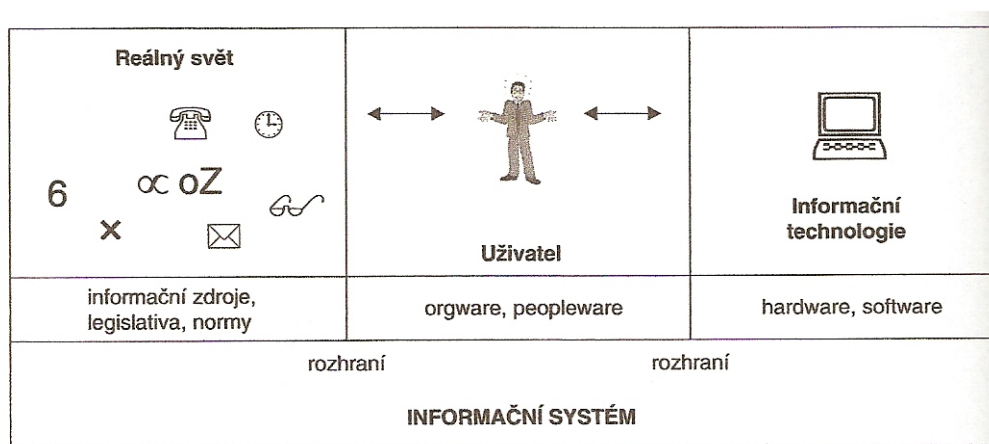 Reálný svět
6
∝ oZ
×
Uživatel
Informační
technologie
informační zdroje,
legislativa, normy
orgware, peopleware
hardware, software
rozhraní
rozhraní
INFORMAČNÍ SYSTÉM